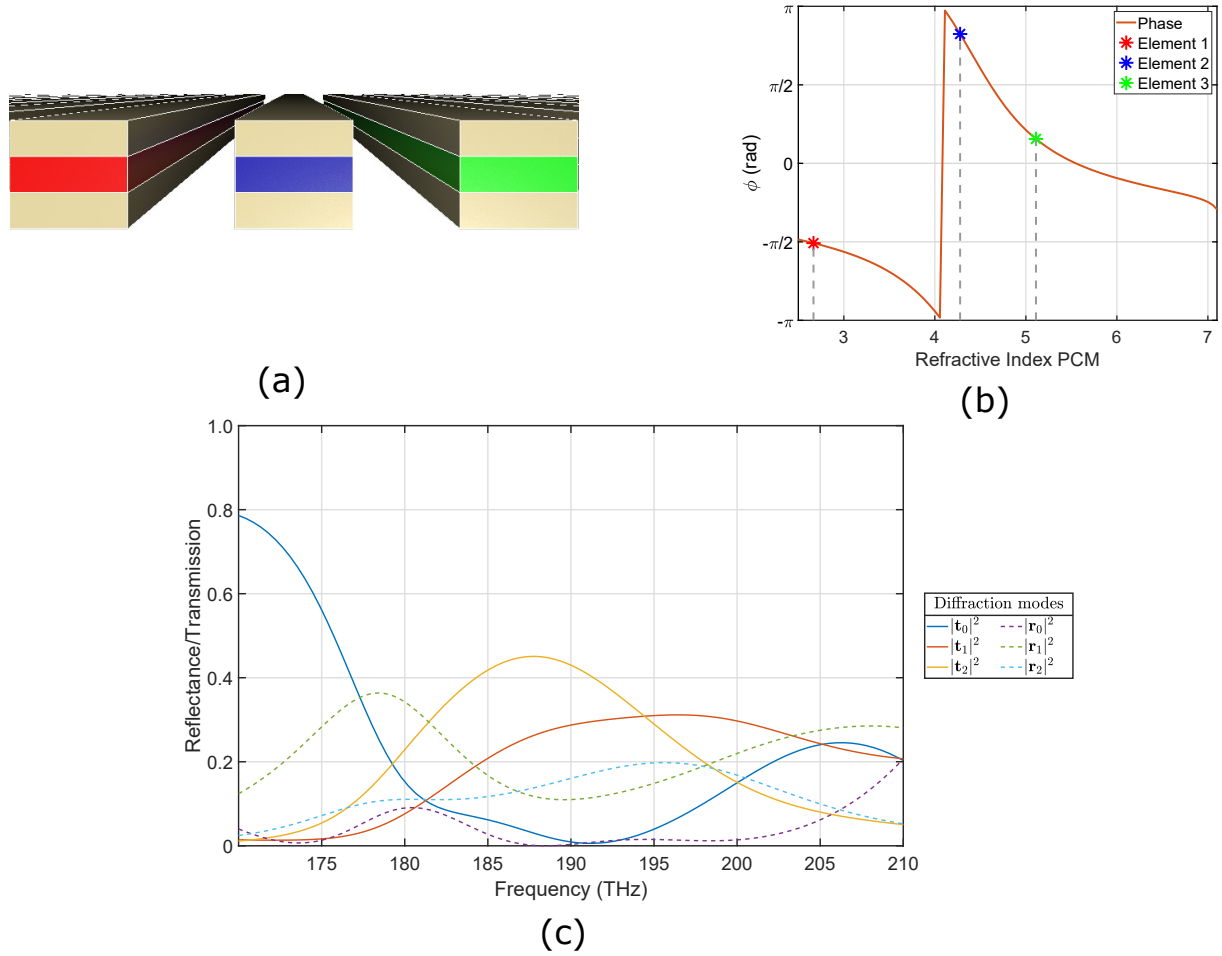 (a)
π
π/2
0
-π/2
-π
ϕ (rad)
3
4
5
6
7
Refractive Index PCM
Phase
Element 1
Element 2
Element 3
(b)
1.0
0.8
0.6
0.4
0.2
0
Reflectance/Transmission
175
180
185
190
195
200
205
210
Frequency (THz)
Diffraction modes
|t₀|² |r₀|²
|t₁|² |r₁|²
|t₂|² |r₂|²
(c)